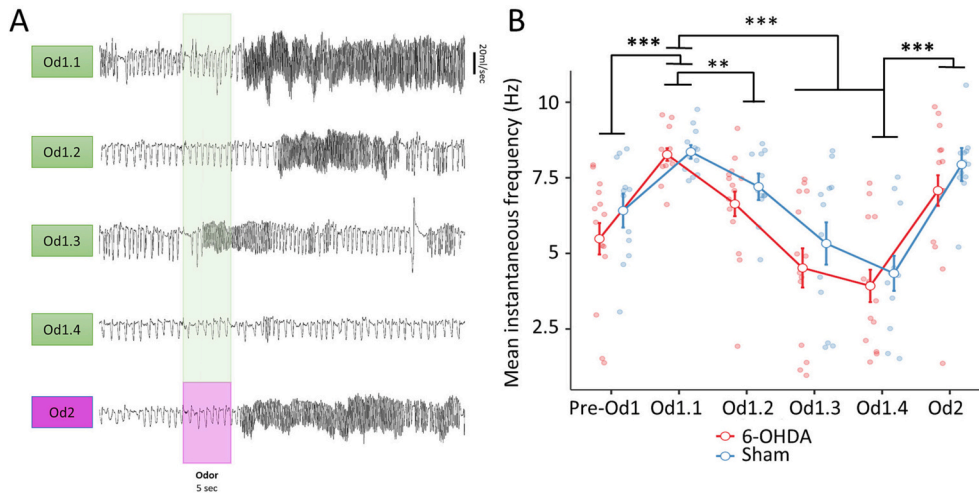 A
Od1.1
20ml/sec
Od1.2
Od1.3
Od1.4
Od2
Odor
5 sec
B
***
***
***
**
Mean instantaneous frequency (Hz)
10
7.5
5
2.5
Pre-Od1 Od1.1 Od1.2 Od1.3 Od1.4 Od2
6-OHDA
Sham